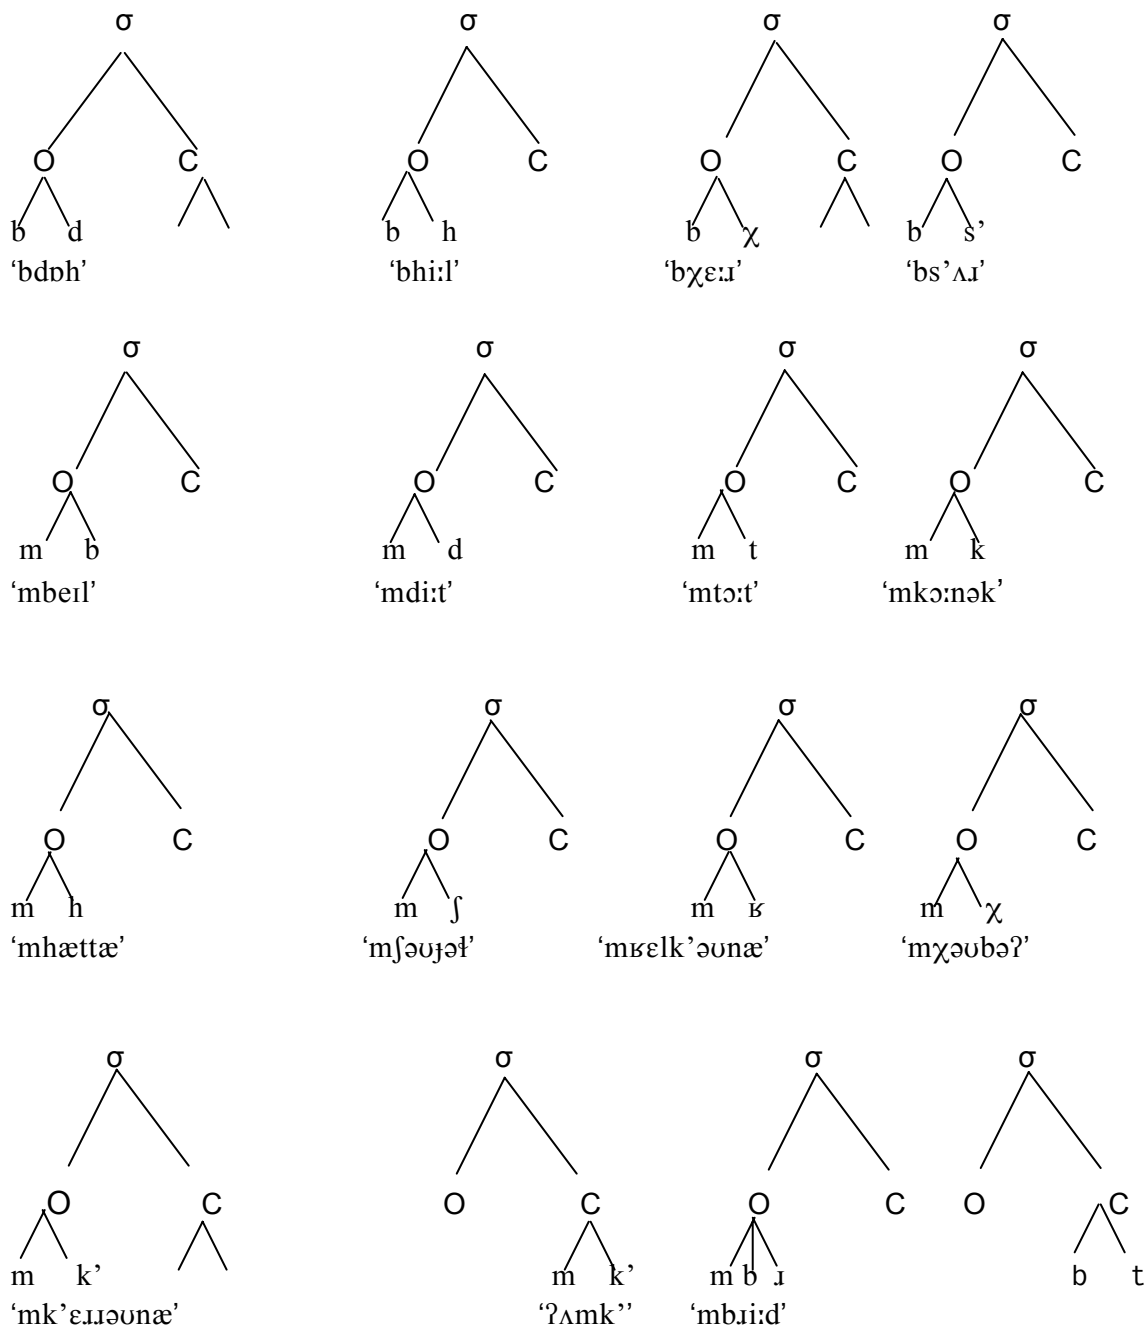 σ σ σ σ
O C O C O C O C
b d b h b χ b s’
‘bdɒh’ ‘bhiːl’ ‘bχɛːɹ’ ‘bs’ʌɹ’
σ σ σ σ
O C O C O C O C
m b m d m t m k
‘mbeɪl’ ‘mdiːt’ ‘mtɔːt’ ‘mkɔːnək’
σ σ σ σ
O C O C O C O C
m h m ʃ m ʁ m χ
‘mhættæ’ ‘mʃəʊɟəɬ’ ‘mʁɛlk’əʊnæ’ ‘mχəʊbəʔ’
σ σ σ σ
O C O C O C O C
m k’ m k’ m b ɹ b t
‘mk’ɛɹɹəʊnæ’ ‘ʔʌmk’’ ‘mbɹiːd’